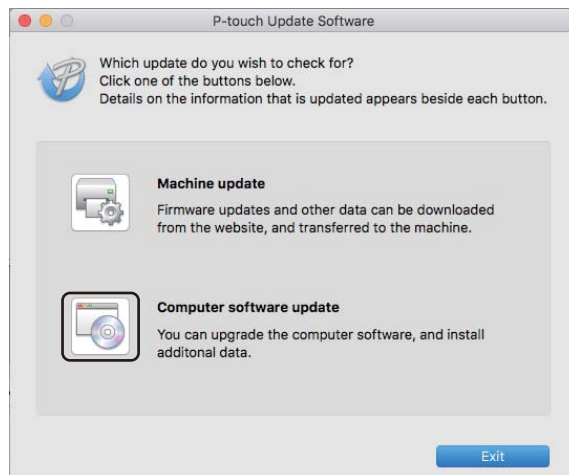 P-touch Update Software
Which update do you wish to check for?
Click one of the buttons below.
Details on the information that is updated appears beside each button.
Machine update
Firmware updates and other data can be downloaded
from the website, and transferred to the machine.
Computer software update
You can upgrade the computer software, and install
additonal data.
Exit